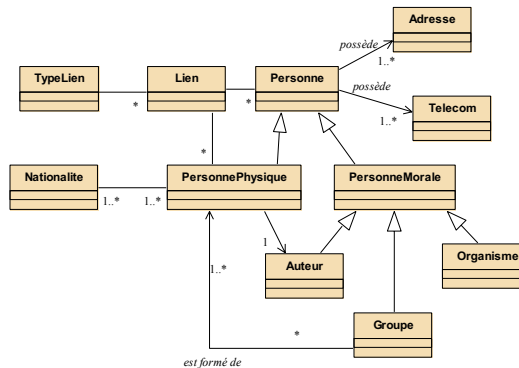 Adresse
possède
1..*
TypeLien
Lien
Personne
possède
*
*
1..*
Telecom
*
Nationalite
PersonnePhysique
PersonneMorale
1..*
1..*
1
Auteur
Organisme
1..*
Groupe
*
est formé de